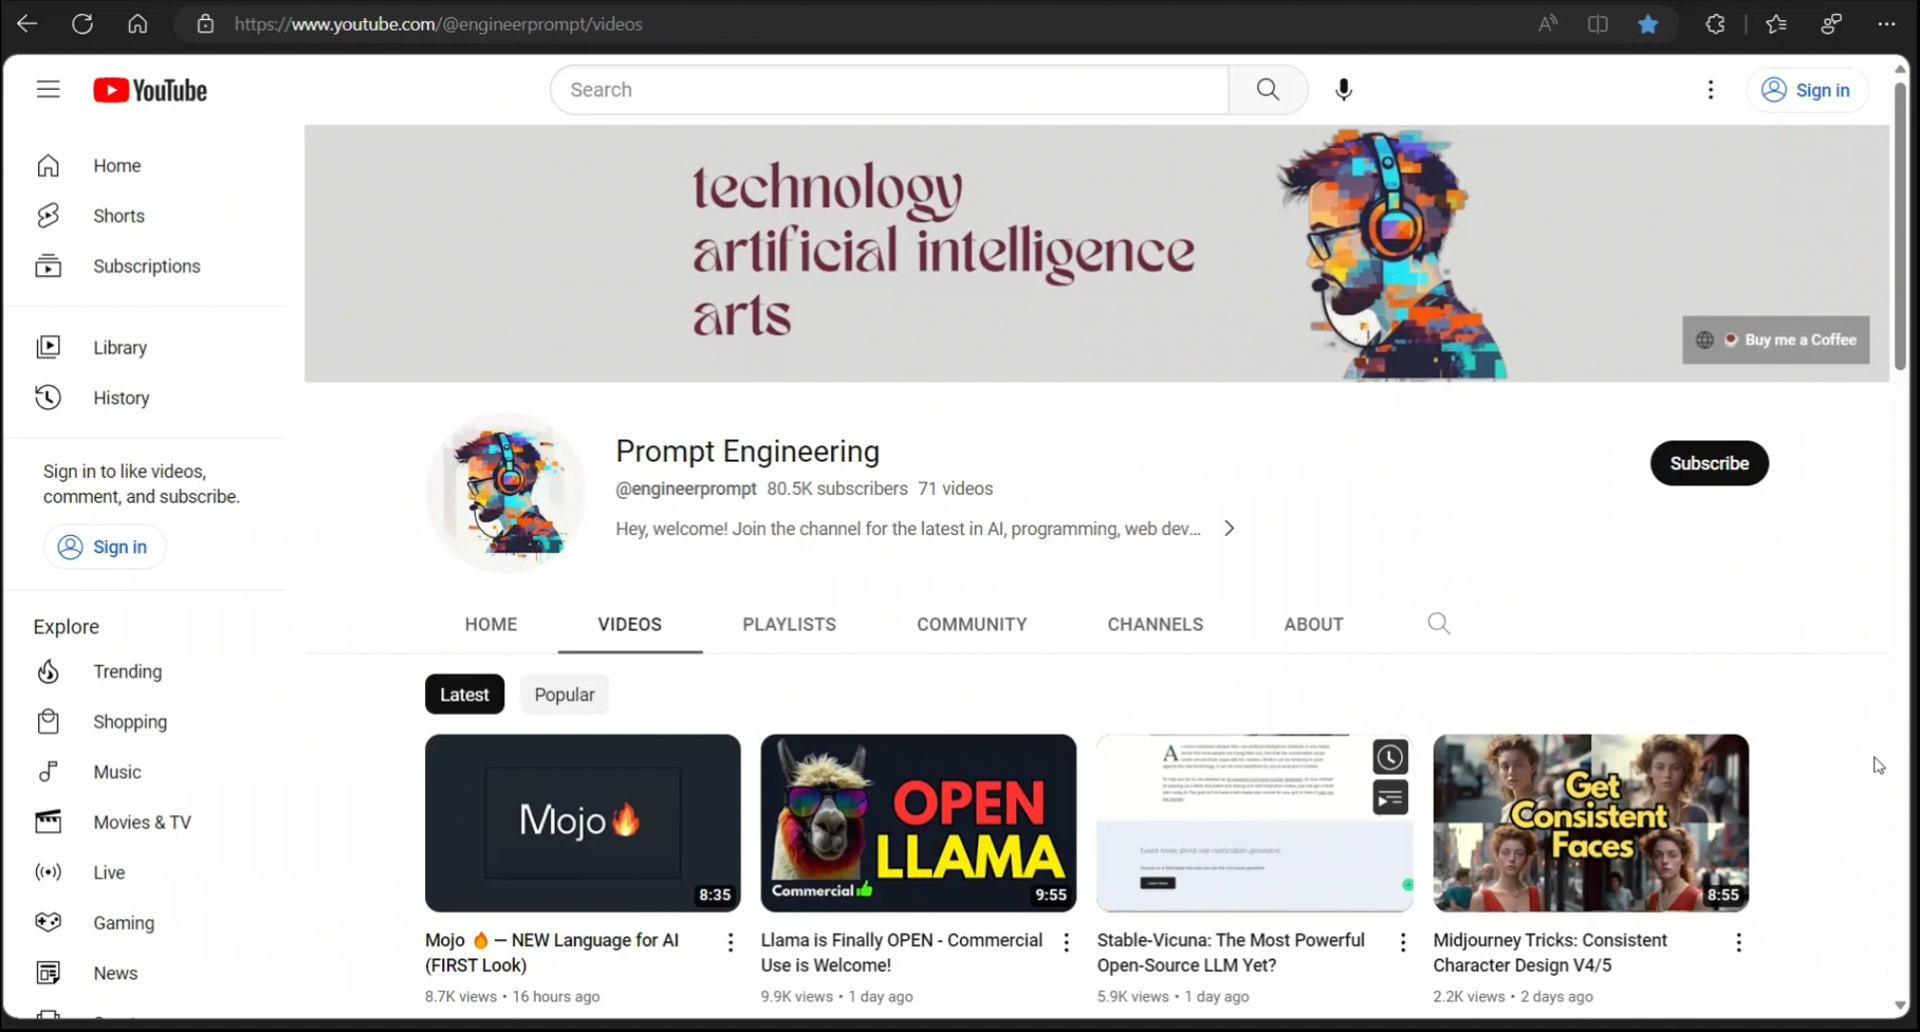 https://www.youtube.com/@engineerprompt/videos
YouTube
Search
Sign in
Home
Shorts
Subscriptions
Library
History
Sign in to like videos,
comment, and subscribe.
Sign in
Explore
Trending
Shopping
Music
Movies & TV
Live
Gaming
News
technology
artificial intelligence
arts
Buy me a Coffee
Prompt Engineering
@engineerprompt 80.5K subscribers 71 videos
Hey, welcome! Join the channel for the latest in AI, programming, web dev...
Subscribe
HOME VIDEOS PLAYLISTS COMMUNITY CHANNELS ABOUT
Latest Popular
Mojo🔥
8:35
Mojo 🔥 — NEW Language for AI
(FIRST Look)
8.7K views • 16 hours ago
OPEN
LLAMA
Commercial👍
9:55
Llama is Finally OPEN - Commercial
Use is Welcome!
9.9K views • 1 day ago
Learn more about our curriculum generator.
Stable-Vicuna: The Most Powerful
Open-Source LLM Yet?
5.9K views • 1 day ago
Get
Consistent
Faces
8:55
Midjourney Tricks: Consistent
Character Design V4/5
2.2K views • 2 days ago